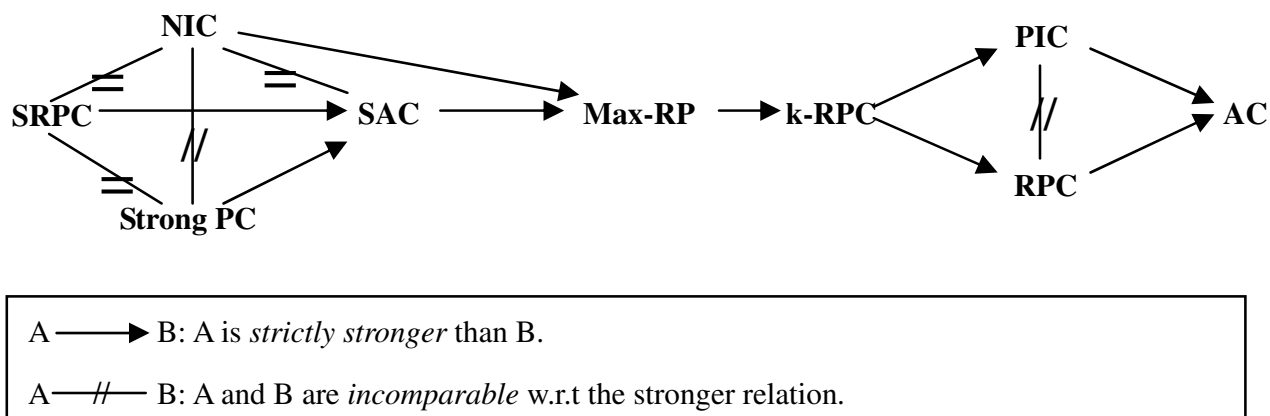 NIC
PIC
SRPC
SAC
Max-RP
k-RPC
AC
RPC
Strong PC
A B: A is strictly stronger than B.
A B: A and B are incomparable w.r.t the stronger relation.